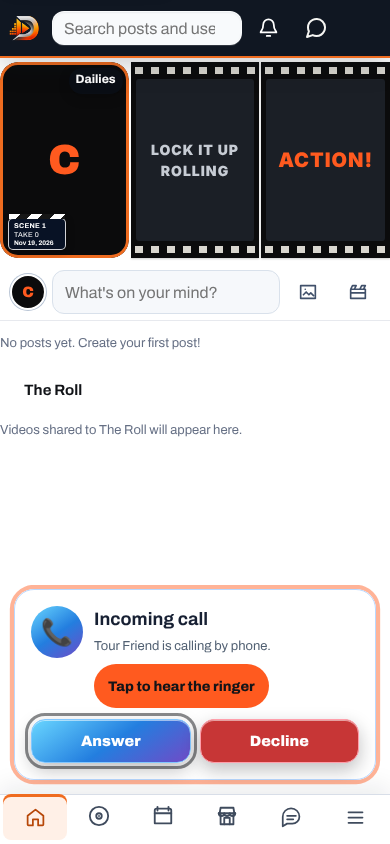 Search posts and use
Dailies
C
SCENE 1
TAKE 0
Nov 19, 2026
LOCK IT UP
ROLLING
ACTION!
C
What's on your mind?
No posts yet. Create your first post!
The Roll
Videos shared to The Roll will appear here.
Incoming call
Tour Friend is calling by phone.
Tap to hear the ringer
Answer
Decline